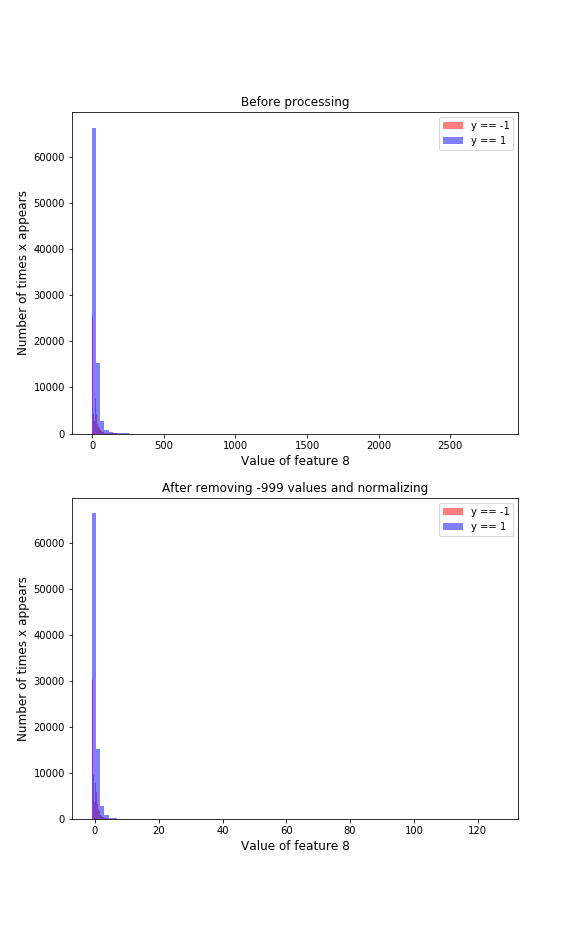 Before processing
y == -1
y == 1
60000
50000
40000
30000
20000
10000
0
Number of times x appears
0 500 1000 1500 2000 2500
Value of feature 8
After removing -999 values and normalizing
y == -1
y == 1
60000
50000
40000
30000
20000
10000
0
Number of times x appears
0 20 40 60 80 100 120
Value of feature 8